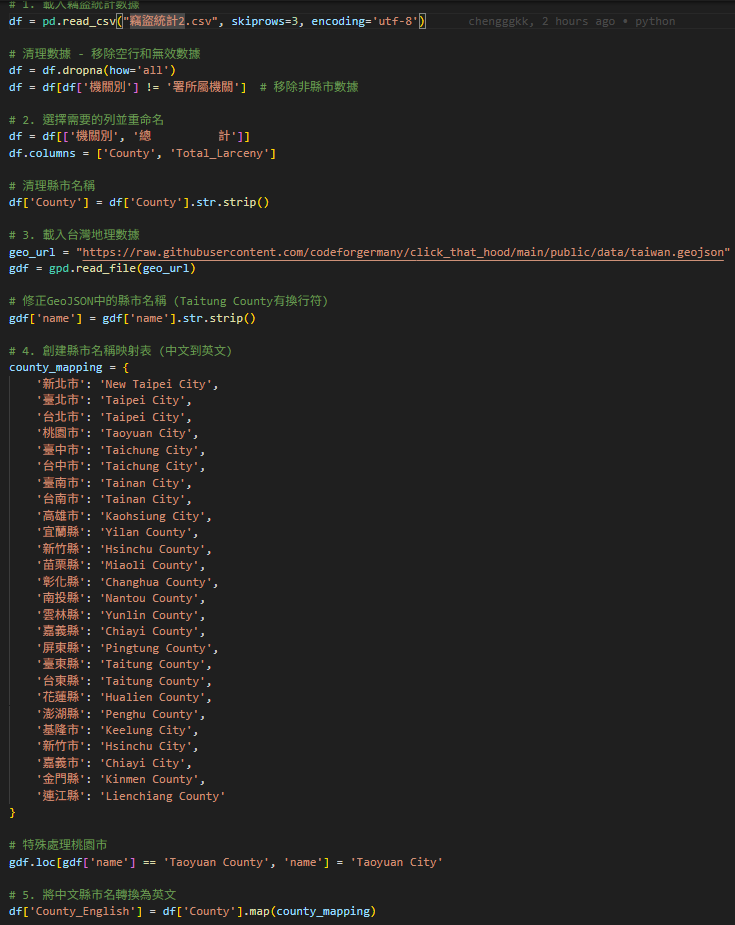 # 1. 載入竊盜統計數據
df = pd.read_csv("竊盜統計2.csv", skiprows=3, encoding='utf-8')      chengggkk, 2 hours ago • python
# 清理數據 - 移除空行和無效數據
df = df.dropna(how='all')
df = df[df['機關別'] != '署所屬機關']  # 移除非縣市數據
# 2. 選擇需要的列並重命名
df = df[['機關別', '總          計']]
df.columns = ['County', 'Total_Larceny']
# 清理縣市名稱
df['County'] = df['County'].str.strip()
# 3. 載入台灣地理數據
geo_url = "https://raw.githubusercontent.com/codeforgermany/click_that_hood/main/public/data/taiwan.geojson"
gdf = gpd.read_file(geo_url)
# 修正GeoJSON中的縣市名稱 (Taitung County有換行符)
gdf['name'] = gdf['name'].str.strip()
# 4. 創建縣市名稱映射表 (中文到英文)
county_mapping = {
    '新北市': 'New Taipei City',
    '臺北市': 'Taipei City',
    '台北市': 'Taipei City',
    '桃園市': 'Taoyuan City',
    '臺中市': 'Taichung City',
    '台中市': 'Taichung City',
    '臺南市': 'Tainan City',
    '台南市': 'Tainan City',
    '高雄市': 'Kaohsiung City',
    '宜蘭縣': 'Yilan County',
    '新竹縣': 'Hsinchu County',
    '苗栗縣': 'Miaoli County',
    '彰化縣': 'Changhua County',
    '南投縣': 'Nantou County',
    '雲林縣': 'Yunlin County',
    '嘉義縣': 'Chiayi County',
    '屏東縣': 'Pingtung County',
    '臺東縣': 'Taitung County',
    '台東縣': 'Taitung County',
    '花蓮縣': 'Hualien County',
    '澎湖縣': 'Penghu County',
    '基隆市': 'Keelung City',
    '新竹市': 'Hsinchu City',
    '嘉義市': 'Chiayi City',
    '金門縣': 'Kinmen County',
    '連江縣': 'Lienchiang County'
}
# 特殊處理桃園市
gdf.loc[gdf['name'] == 'Taoyuan County', 'name'] = 'Taoyuan City'
# 5. 將中文縣市名轉換為英文
df['County_English'] = df['County'].map(county_mapping)